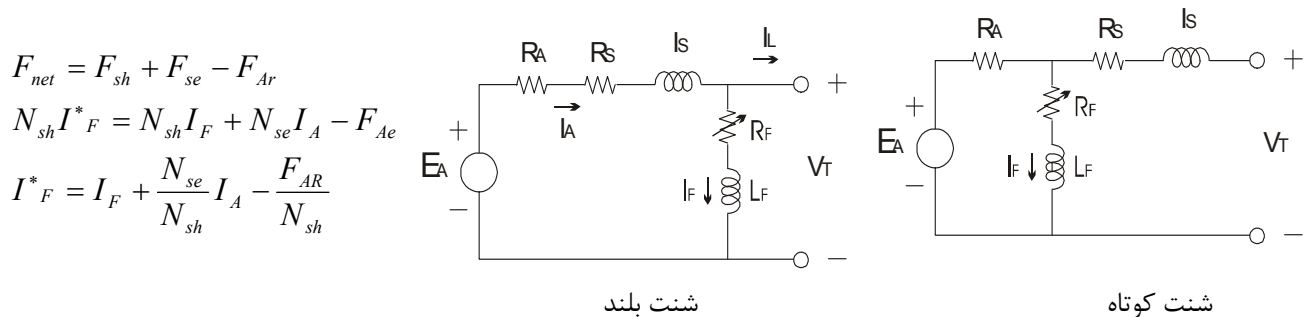 F_net = F_sh + F_se − F_Ar
N_sh I*_F = N_sh I_F + N_se I_A − F_Ae
I*_F = I_F + N_se/N_sh I_A − F_AR/N_sh
RA RS IS IL
IA
+
EA
−
RF
IF LF
+
VT
−
شنت بلند
RA RS IS
+
EA
−
RF
IF LF
+
VT
−
شنت کوتاه